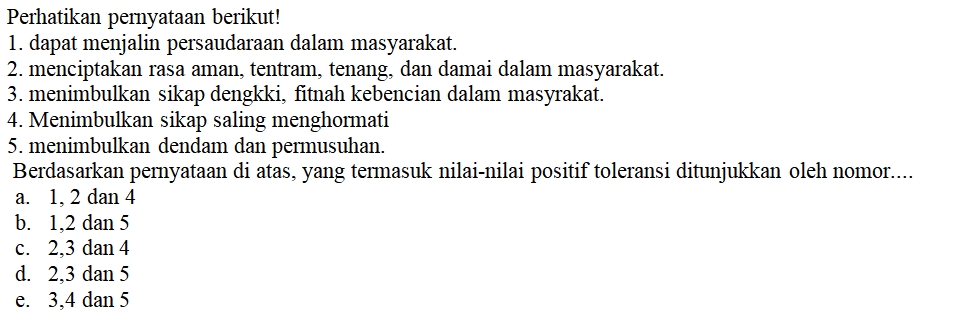 Perhatikan pernyataan berikut!
1. dapat menjalin persaudaraan dalam masyarakat.
2. menciptakan rasa aman, tentram, tenang, dan damai dalam masyarakat.
3. menimbulkan sikap dengkki, fitnah kebencian dalam masyrakat.
4. Menimbulkan sikap saling menghormati
5. menimbulkan dendam dan permusuhan.
Berdasarkan pernyataan di atas, yang termasuk nilai-nilai positif toleransi ditunjukkan oleh nomor....
a. 1, 2 dan 4
b. 1,2 dan 5
c. 2,3 dan 4
d. 2,3 dan 5
e. 3,4 dan 5